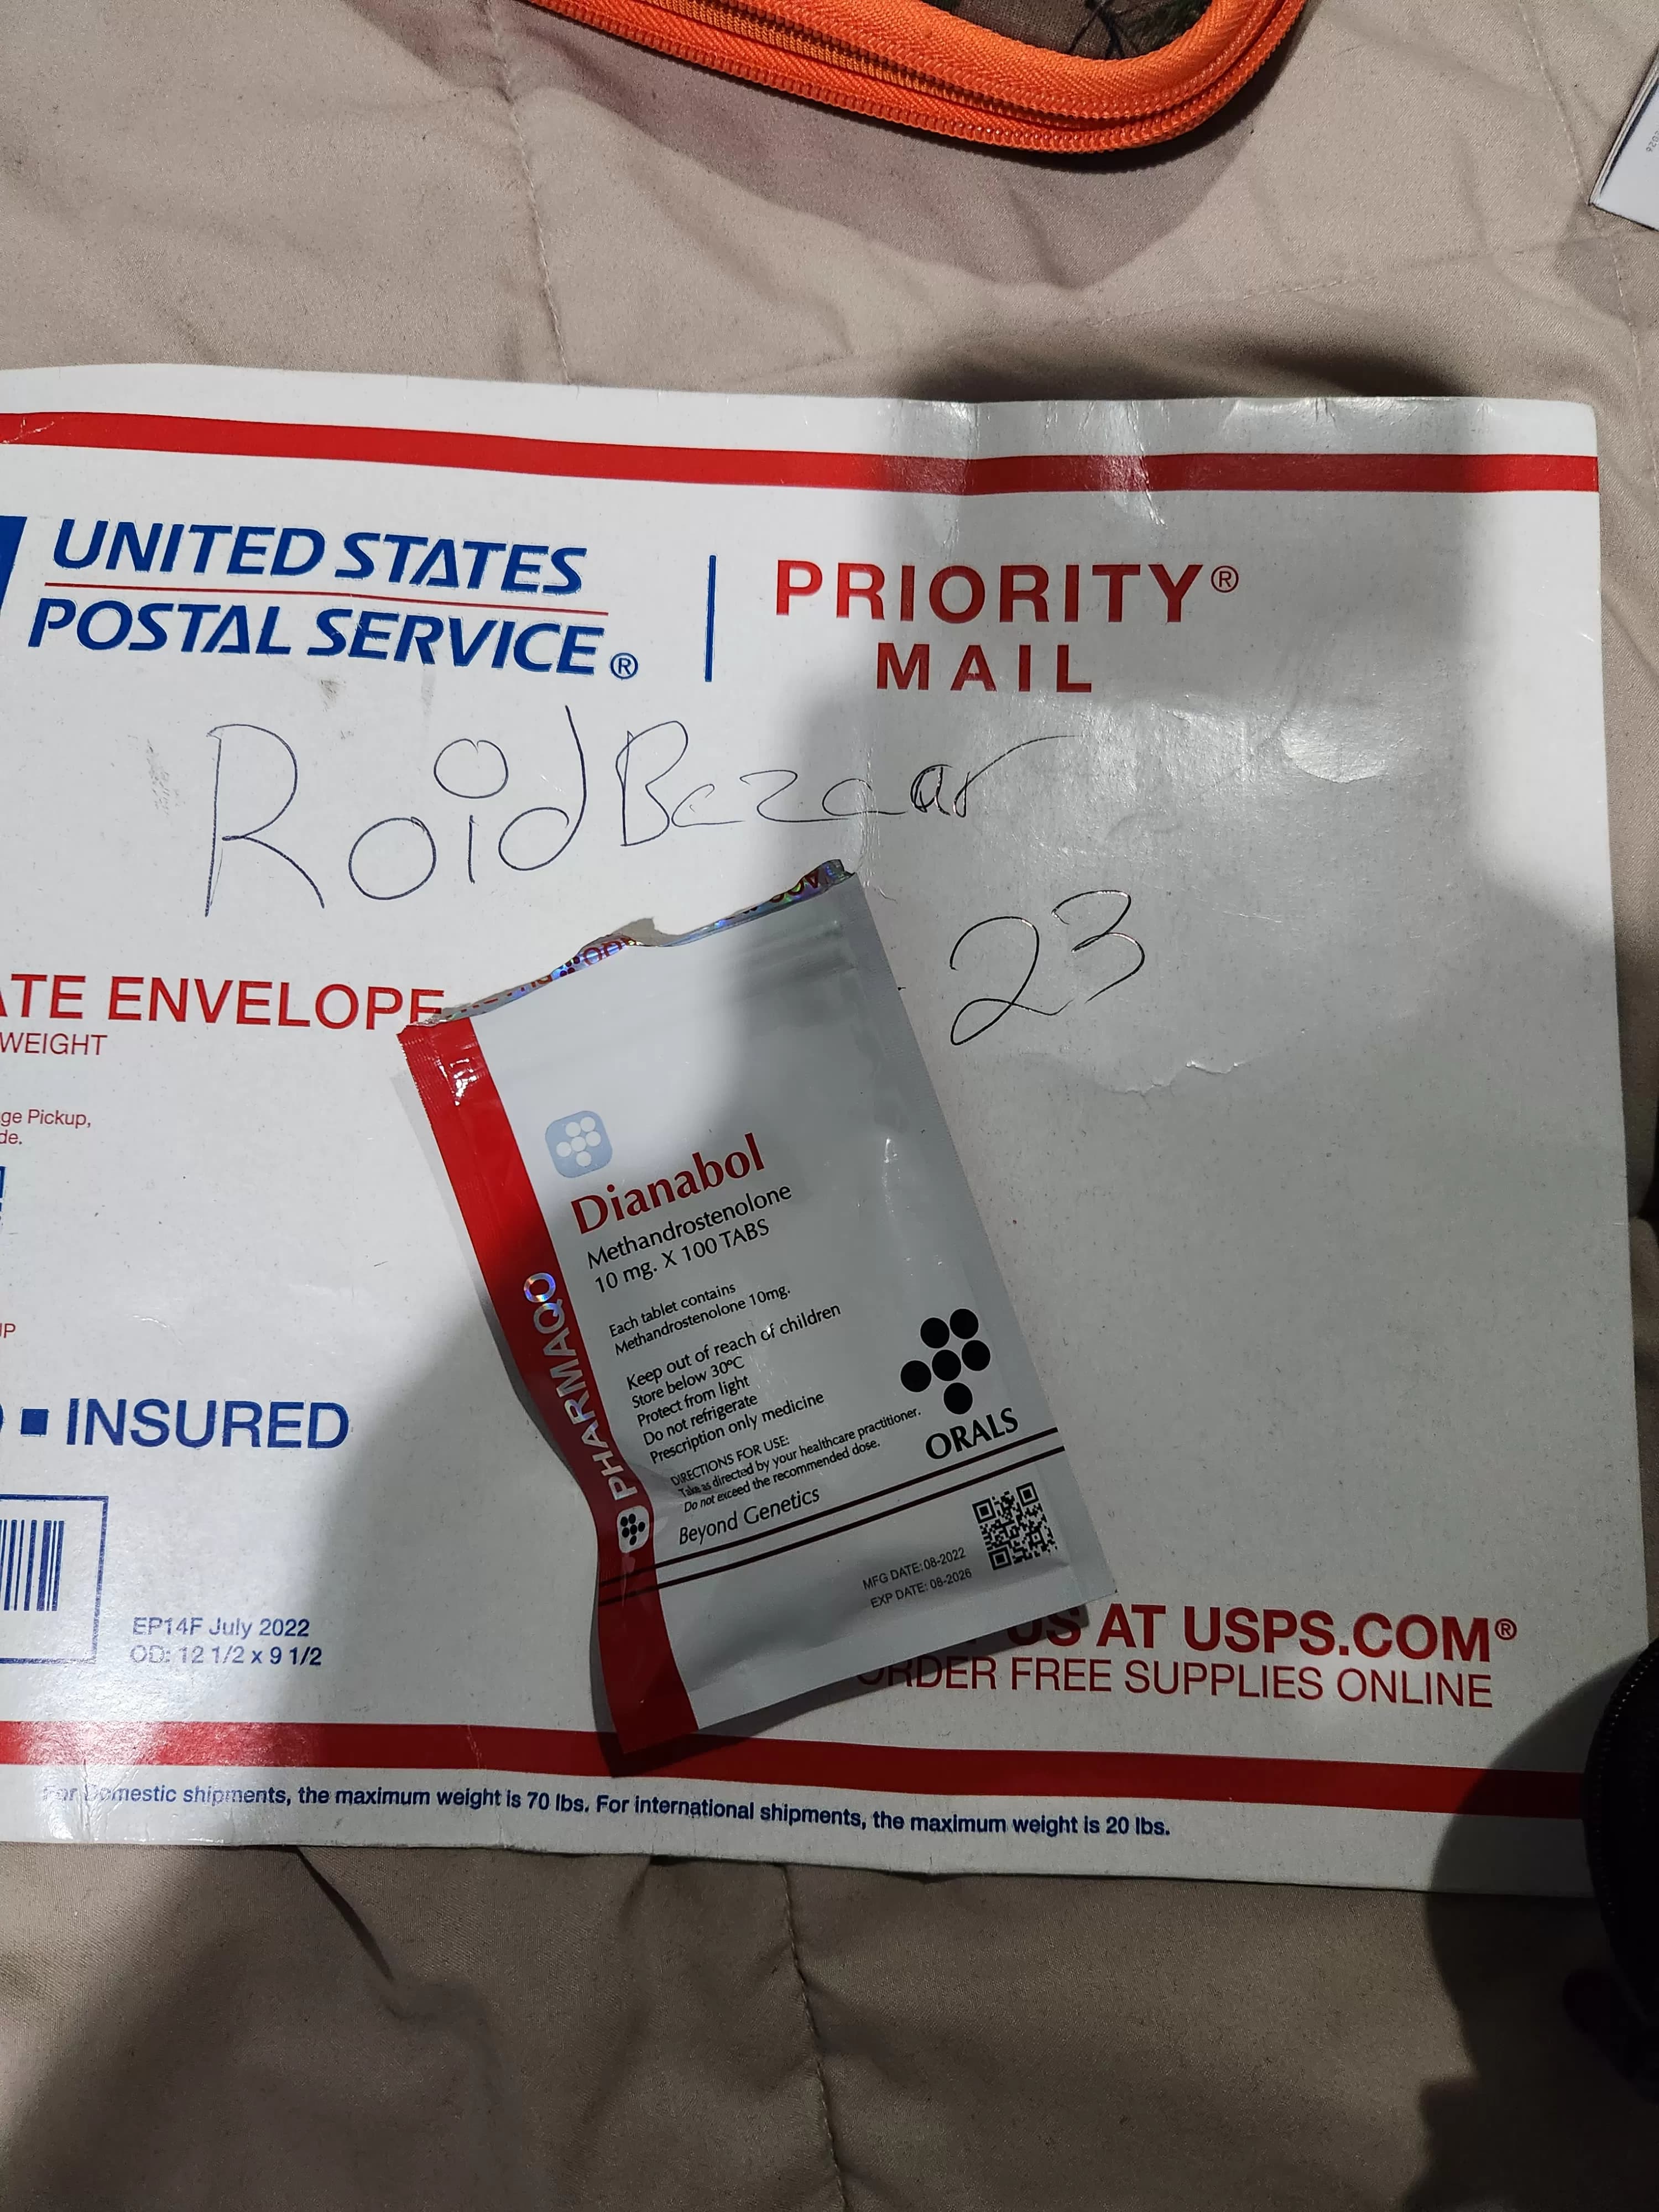 UNITED STATES
POSTAL SERVICE®
PRIORITY®
MAIL
RoidBazaar
23
ATE ENVELOPE
WEIGHT
ge Pickup,
de.
INSURED
EP14F July 2022
OD: 12 1/2 x 9 1/2
PHARMAQO
Dianabol
Methandrostenolone
10 mg. X 100 TABS
Each tablet contains
Methandrostenolone 10mg.
Keep out of reach of children
Store below 30ºC
Protect from light
Do not refrigerate
Prescription only medicine
DIRECTIONS FOR USE:
Take as directed by your healthcare practitioner.
Do not exceed the recommended dose.
Beyond Genetics
ORALS
MFG DATE: 08-2022
EXP DATE: 08-2026
US AT USPS.COM®
ORDER FREE SUPPLIES ONLINE
For Domestic shipments, the maximum weight is 70 lbs. For international shipments, the maximum weight is 20 lbs.